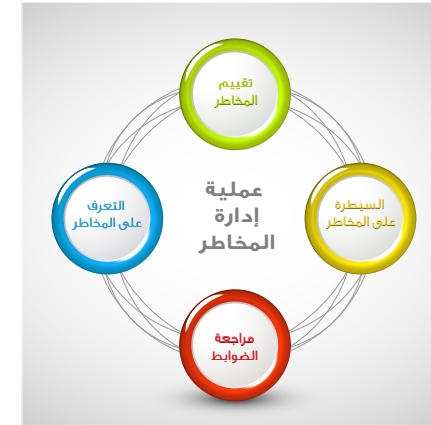 تقييم
المخاطر
السيطرة
على المخاطر
عملية
إدارة
المخاطر
التعرف
على المخاطر
مراجعة
الضوابط